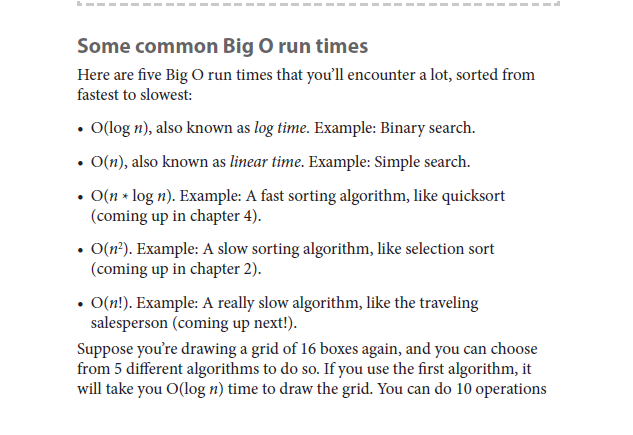 Some common Big O run times
Here are five Big O run times that you’ll encounter a lot, sorted from
fastest to slowest:
• O(log n), also known as log time. Example: Binary search.
• O(n), also known as linear time. Example: Simple search.
• O(n * log n). Example: A fast sorting algorithm, like quicksort
(coming up in chapter 4).
• O(n²). Example: A slow sorting algorithm, like selection sort
(coming up in chapter 2).
• O(n!). Example: A really slow algorithm, like the traveling
salesperson (coming up next!).
Suppose you’re drawing a grid of 16 boxes again, and you can choose
from 5 different algorithms to do so. If you use the first algorithm, it
will take you O(log n) time to draw the grid. You can do 10 operations